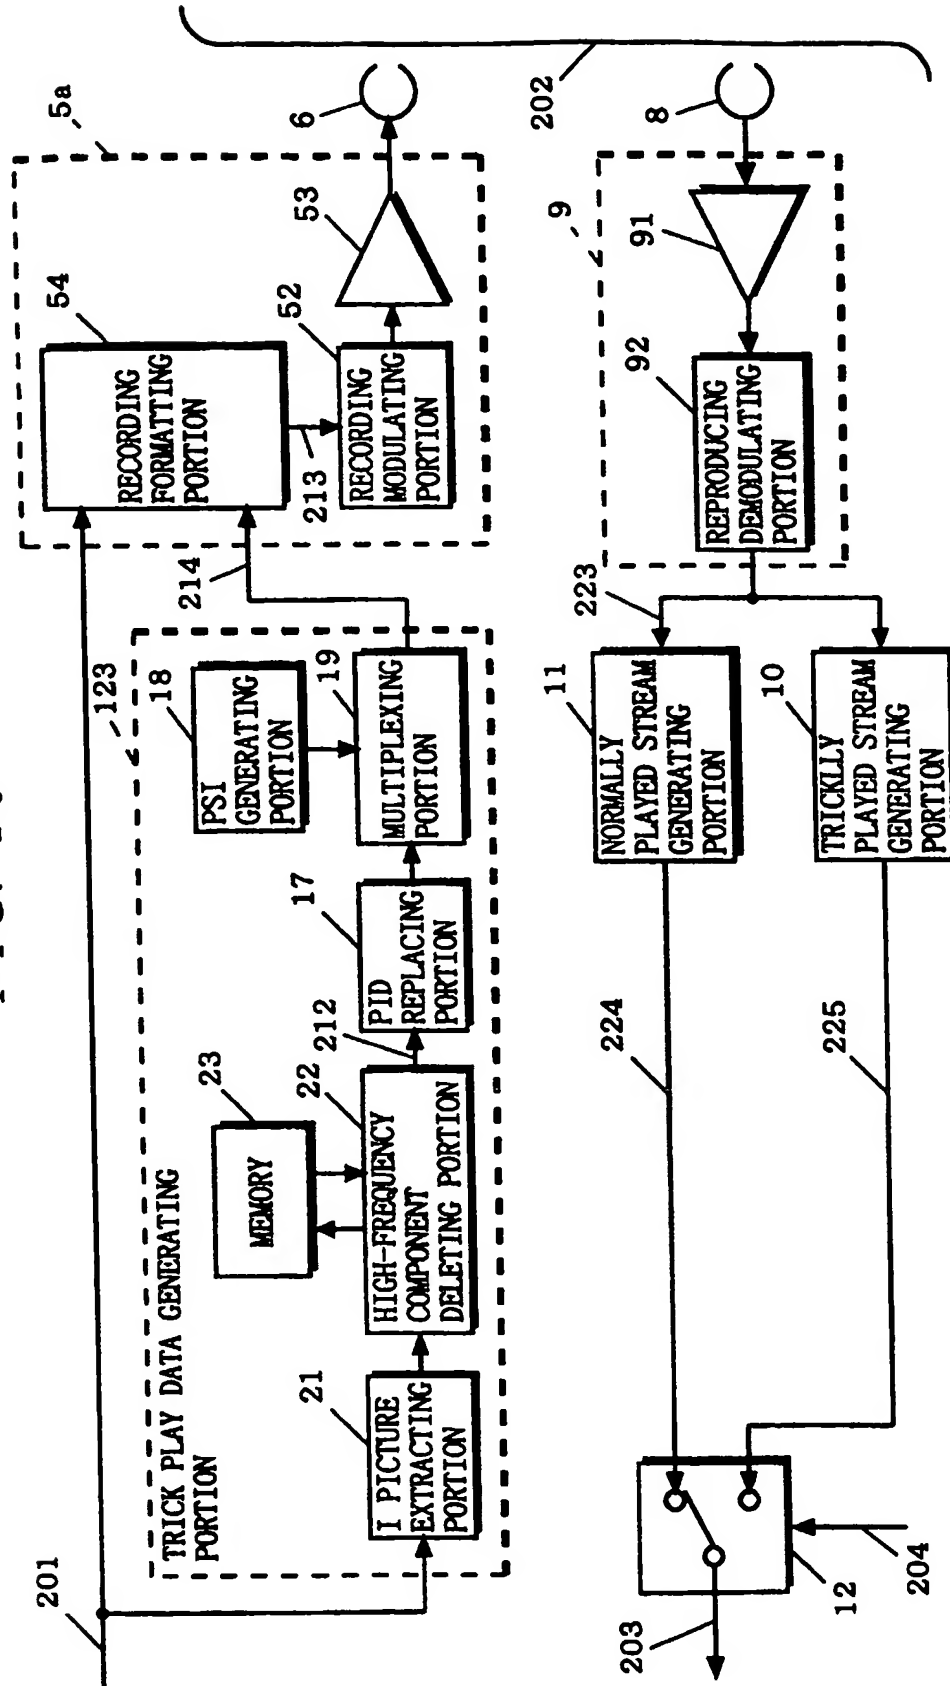 201
TRICK PLAY DATA GENERATING
PORTION
123
21
I PICTURE
EXTRACTING
PORTION
23
MEMORY
22
HIGH-FREQUENCY
COMPONENT
DELETING PORTION
212
17
PID
REPLACING
PORTION
18
PSI
GENERATING
PORTION
19
MULTIPLEXING
PORTION
214
5a
54
RECORDING
FORMATTING
PORTION
213
52
RECORDING
MODULATING
PORTION
53
6
202
8
9
91
92
REPRODUCING
DEMODULATING
PORTION
223
11
NORMALLY
PLAYED STREAM
GENERATING
PORTION
10
TRICKLLY
PLAYED STREAM
GENERATING
PORTION
224
225
12
204
203